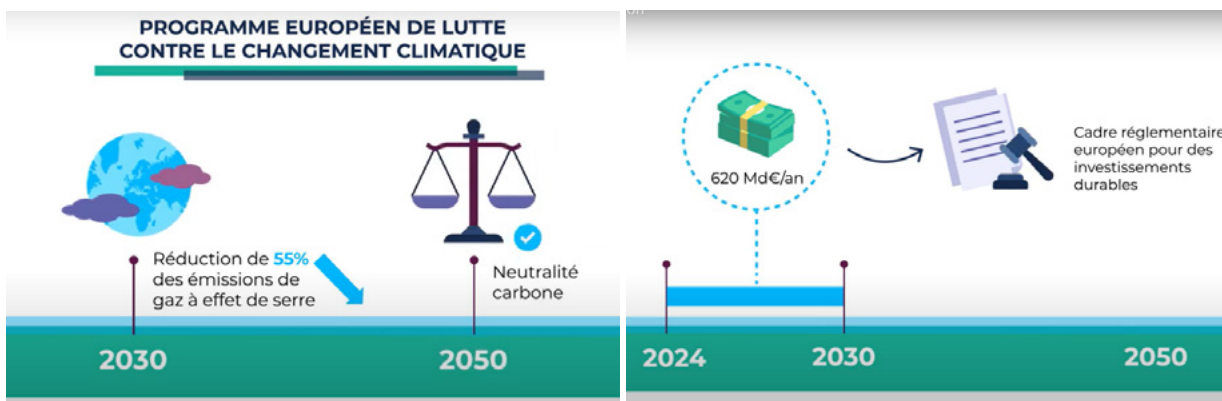 PROGRAMME EUROPÉEN DE LUTTE
CONTRE LE CHANGEMENT CLIMATIQUE
Réduction de 55%
des émissions de
gaz à effet de serre
Neutralité
carbone
2030
2050
620 Md€/an
Cadre réglementaire
européen pour des
investissements
durables
2024
2030
2050